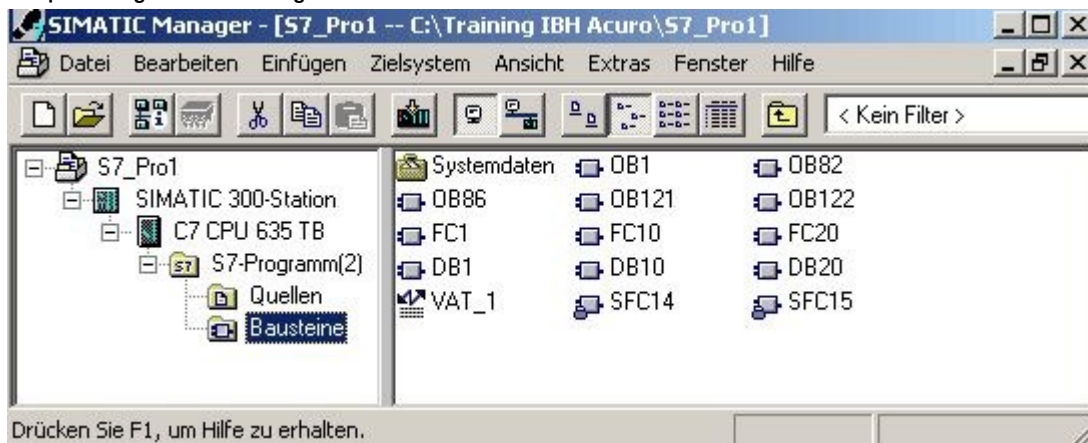 SIMATIC Manager - [S7_Pro1 -- C:\Training IBH Acuro\S7_Pro1]
Datei Bearbeiten Einfügen Zielsystem Ansicht Extras Fenster Hilfe
< Kein Filter >
S7_Pro1
SIMATIC 300-Station
C7 CPU 635 TB
S7-Programm(2)
Quellen
Bausteine
Systemdaten OB1 OB82
OB86 OB121 OB122
FC1 FC10 FC20
DB1 DB10 DB20
VAT_1 SFC14 SFC15
Drücken Sie F1, um Hilfe zu erhalten.